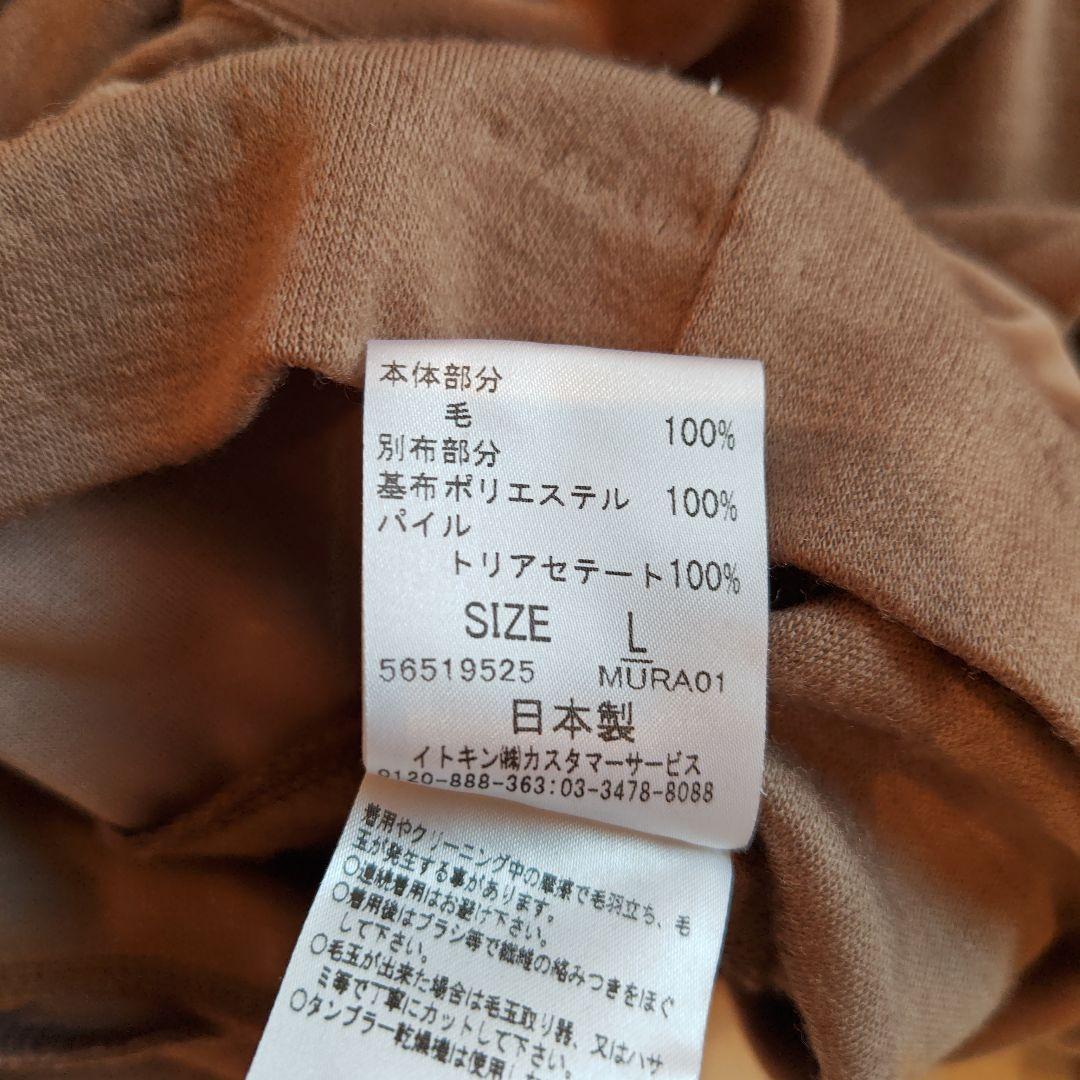 本体部分
毛 100%
別布部分
基布ポリエステル 100%
パイル
トリアセテート100%
SIZE L
56519525 MURA01
日本製
イトキン㈱カスタマーサービス
0120-888-363:03-3478-8088
着用やクリーニング中の摩擦で毛羽立ち、毛
玉が発生する事があります。
〇連続着用はお避け下さい。
〇着用後はブラシ等で繊維の絡みつきをほぐ
して下さい。
〇毛玉が出来た場合は毛玉取り器、又はハサ
ミ等で丁寧にカットして下さい。
〇タンブラー乾燥機は使用し